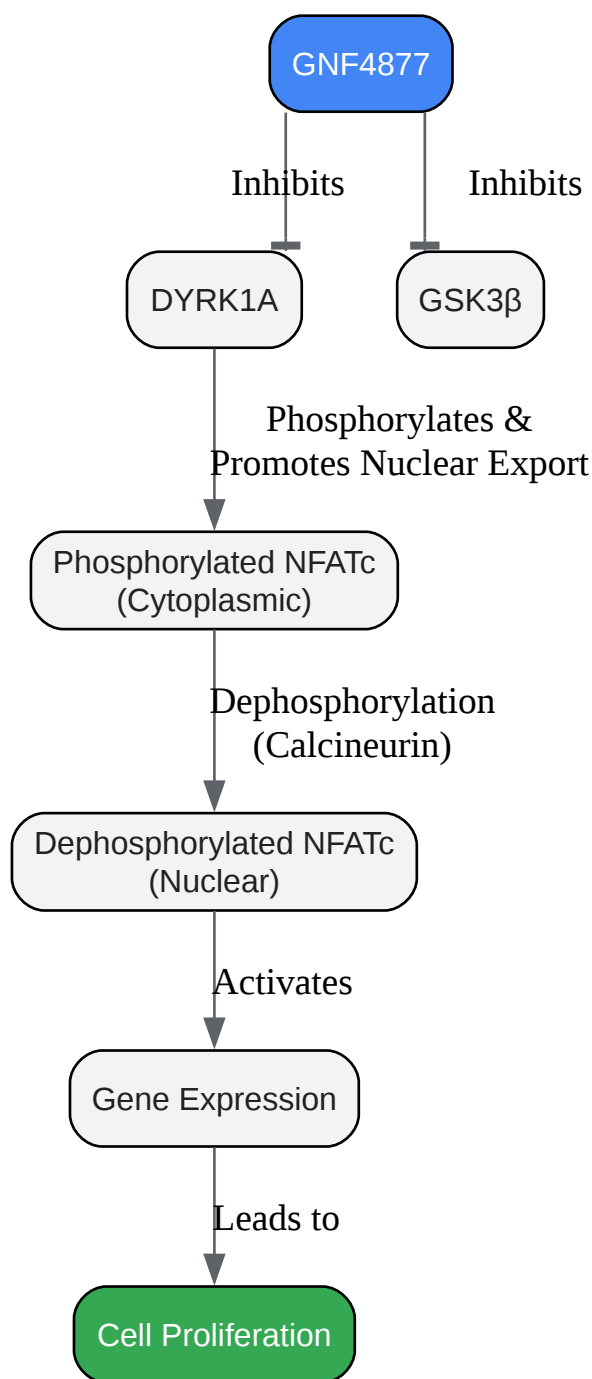 GNF4877
Inhibits
Inhibits
DYRK1A
GSK3β
Phosphorylates &
Promotes Nuclear Export
Phosphorylated NFATc
(Cytoplasmic)
Dephosphorylation
(Calcineurin)
Dephosphorylated NFATc
(Nuclear)
Activates
Gene Expression
Leads to
Cell Proliferation